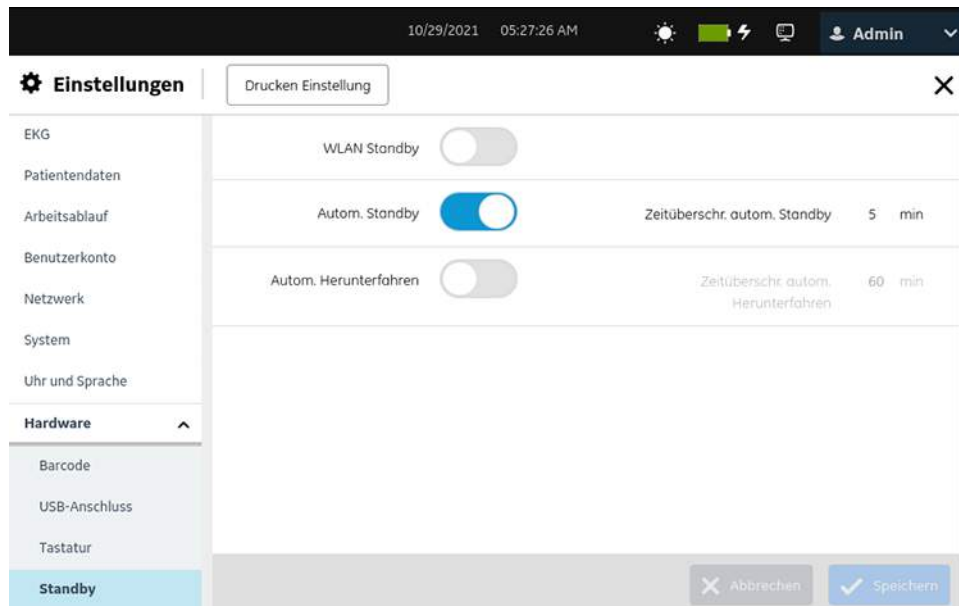 10/29/2021 05:27:26 AM Admin
Einstellungen Drucken Einstellung
EKG
Patientendaten
Arbeitsablauf
Benutzerkonto
Netzwerk
System
Uhr und Sprache
Hardware
Barcode
USB-Anschluss
Tastatur
Standby
WLAN Standby
Autom. Standby Zeitüberschr. autom. Standby 5 min
Autom. Herunterfahren Zeitüberschr. autom. 60 min
Herunterfahren
Abbrechen Speichern